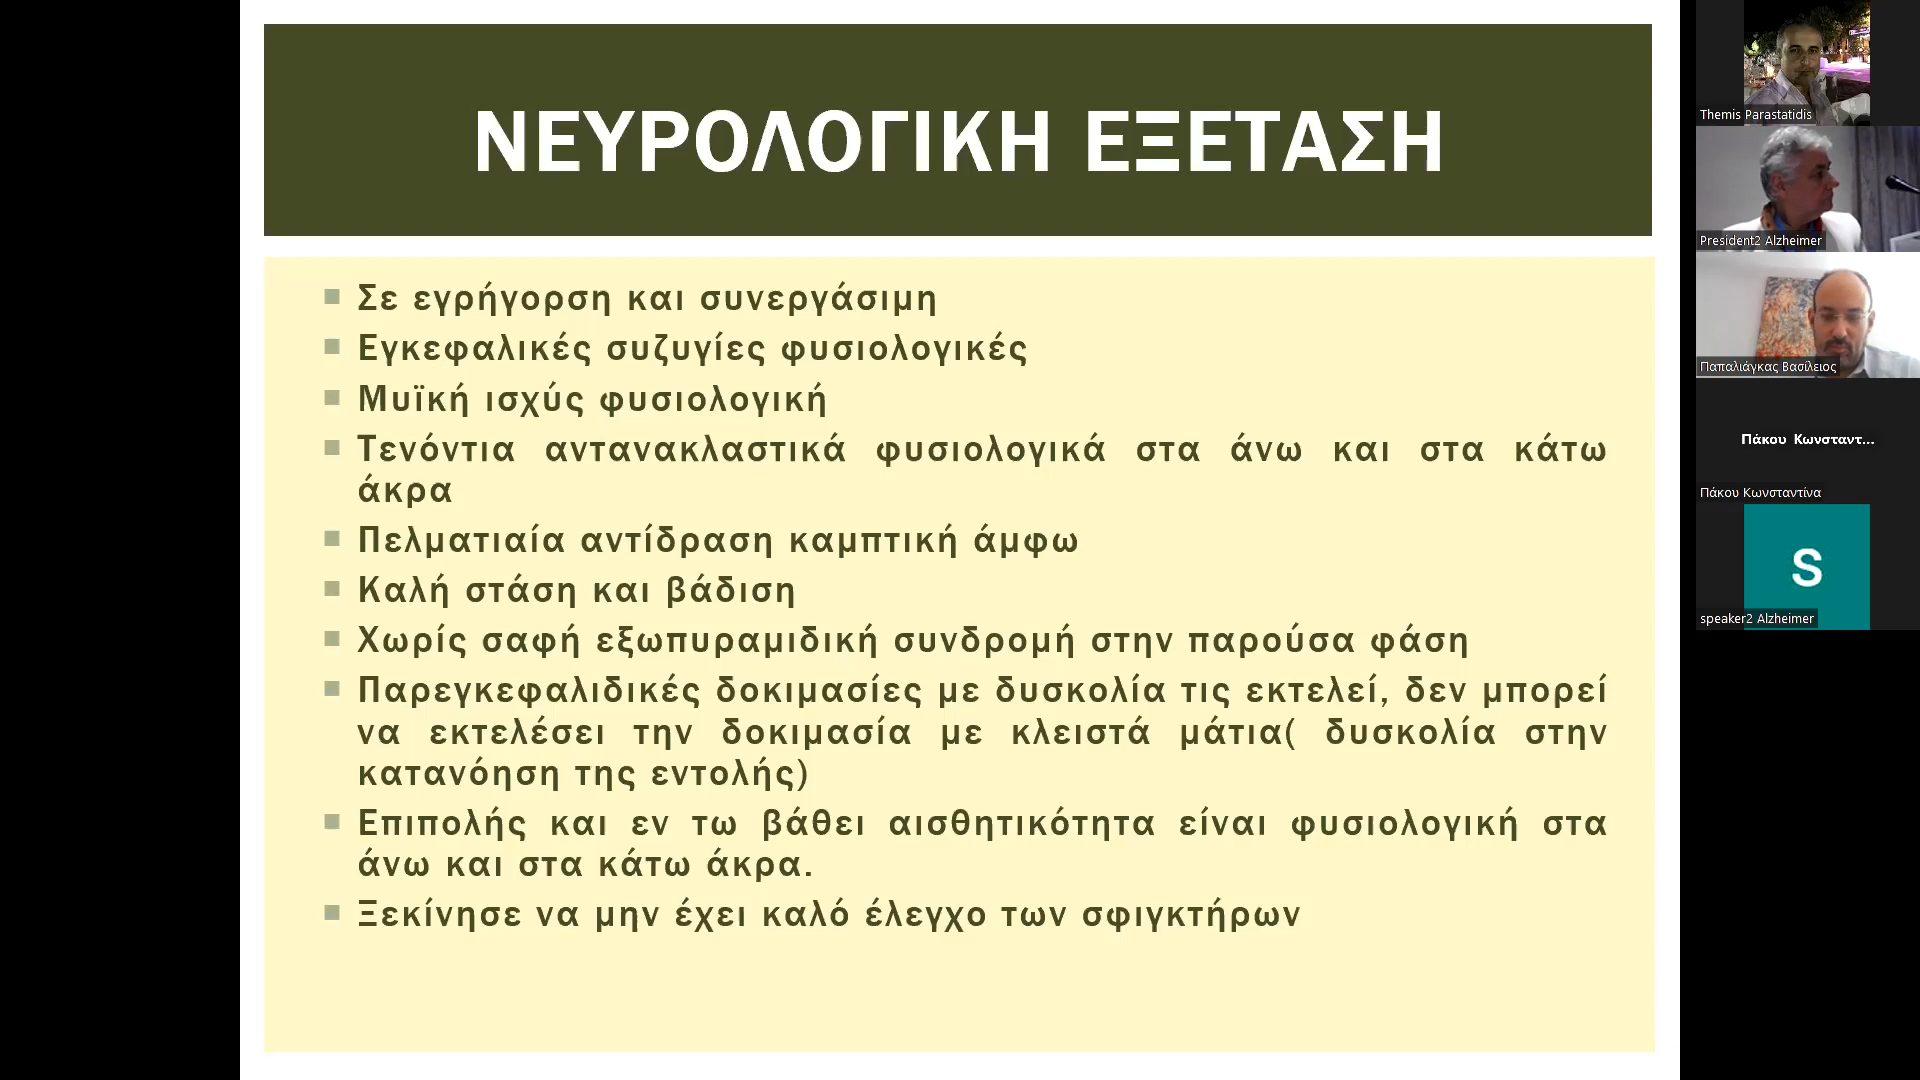 ΝΕΥΡΟΛΟΓΙΚΗ ΕΞΕΤΑΣΗ
Σε εγρήγορση και συνεργάσιμη
Εγκεφαλικές συζυγίες φυσιολογικές
Μυϊκή ισχύς φυσιολογική
Τενόντια αντανακλαστικά φυσιολογικά στα άνω και στα κάτω
άκρα
Πελματιαία αντίδραση καμπτική άμφω
Καλή στάση και βάδιση
Χωρίς σαφή εξωπυραμιδική συνδρομή στην παρούσα φάση
Παρεγκεφαλιδικές δοκιμασίες με δυσκολία τις εκτελεί, δεν μπορεί
να εκτελέσει την δοκιμασία με κλειστά μάτια( δυσκολία στην
κατανόηση της εντολής)
Επιπολής και εν τω βάθει αισθητικότητα είναι φυσιολογική στα
άνω και στα κάτω άκρα.
Ξεκίνησε να μην έχει καλό έλεγχο των σφιγκτήρων
Themis Parastatidis
President2 Alzheimer
Παπαλιάγκας Βασίλειος
Πάκου Κωνσταντ...
Πάκου Κωνσταντίνα
S
speaker2 Alzheimer